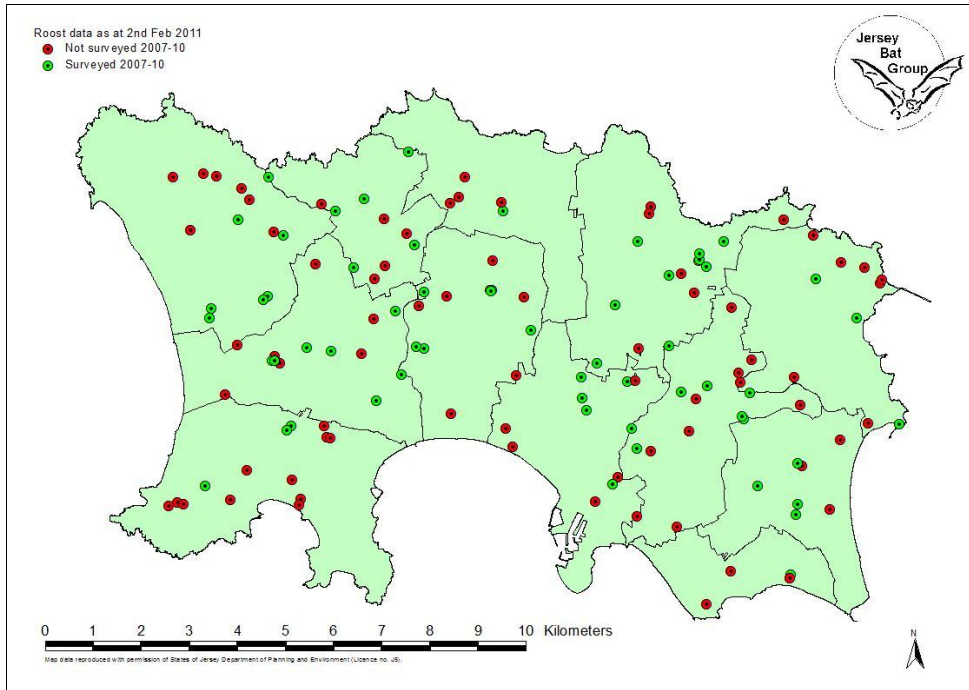 Roost data as at 2nd Feb 2011
Not surveyed 2007-10
Surveyed 2007-10
Jersey
Bat
Group
0 1 2 3 4 5 6 7 8 9 10 Kilometers
Map data reproduced with permission of States of Jersey Department of Planning and Environment (Licence no. J5).
N